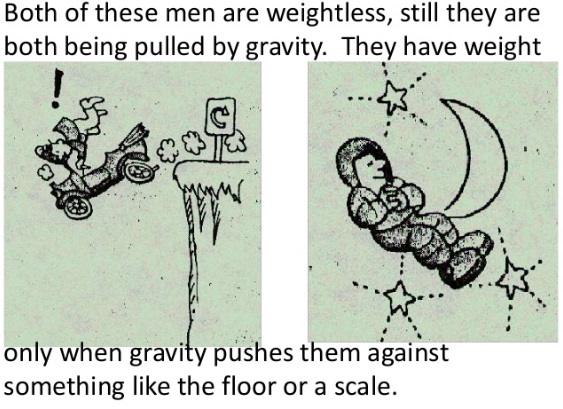 Both of these men are weightless, still they are
both being pulled by gravity. They have weight
!
only when gravity pushes them against
something like the floor or a scale.